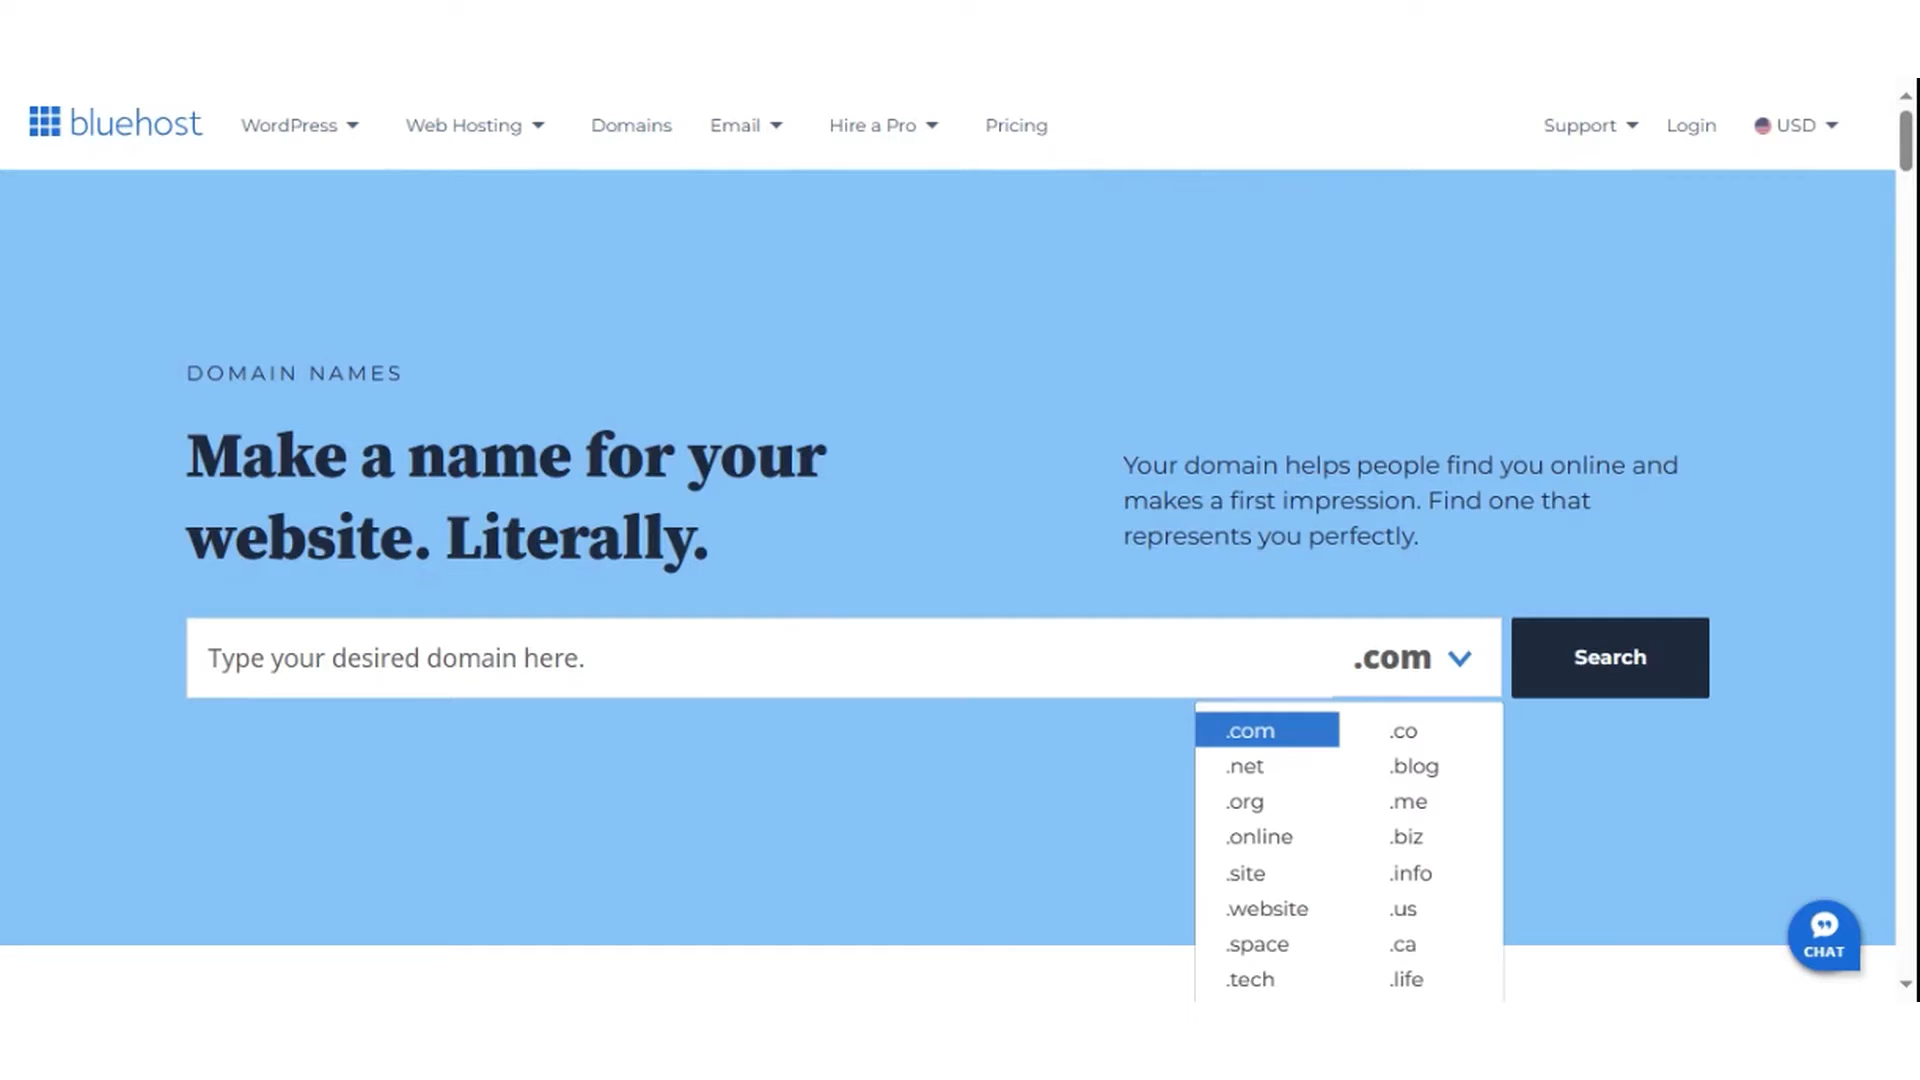 bluehost WordPress Web Hosting Domains Email Hire a Pro Pricing Support Login USD
DOMAIN NAMES
Make a name for your
website. Literally.
Your domain helps people find you online and
makes a first impression. Find one that
represents you perfectly.
Type your desired domain here. .com Search
.com .co
.net .blog
.org .me
.online .biz
.site .info
.website .us
.space .ca
.tech .life
CHAT